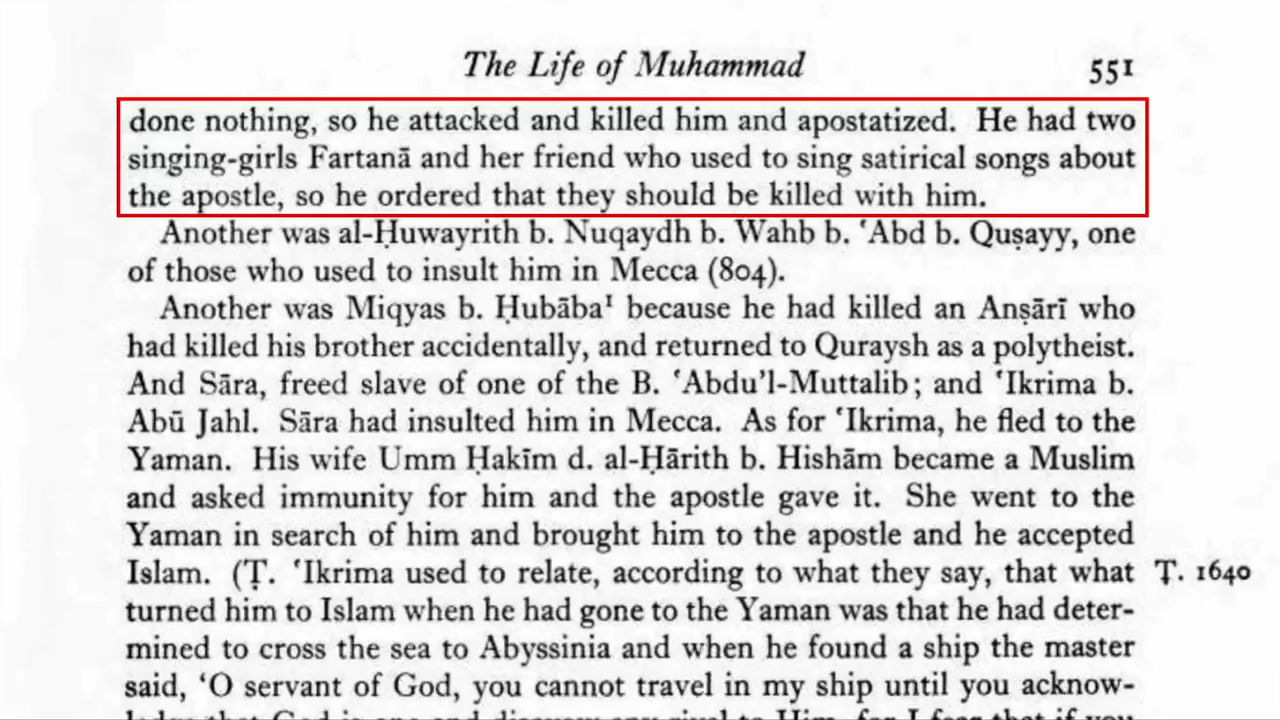 The Life of Muhammad 551
done nothing, so he attacked and killed him and apostatized. He had two
singing-girls Fartanā and her friend who used to sing satirical songs about
the apostle, so he ordered that they should be killed with him.
Another was al-Ḥuwayrith b. Nuqaydh b. Wahb b. ‘Abd b. Quṣayy, one
of those who used to insult him in Mecca (804).
Another was Miqyas b. Ḥubāba¹ because he had killed an Anṣārī who
had killed his brother accidentally, and returned to Quraysh as a polytheist.
And Sāra, freed slave of one of the B. ‘Abdu’l-Muttalib; and ‘Ikrima b.
Abū Jahl. Sāra had insulted him in Mecca. As for ‘Ikrima, he fled to the
Yaman. His wife Umm Ḥakīm d. al-Ḥārith b. Hishām became a Muslim
and asked immunity for him and the apostle gave it. She went to the
Yaman in search of him and brought him to the apostle and he accepted
Islam. (Ṭ. ‘Ikrima used to relate, according to what they say, that what Ṭ. 1640
turned him to Islam when he had gone to the Yaman was that he had deter-
mined to cross the sea to Abyssinia and when he found a ship the master
said, ‘O servant of God, you cannot travel in my ship until you acknow-